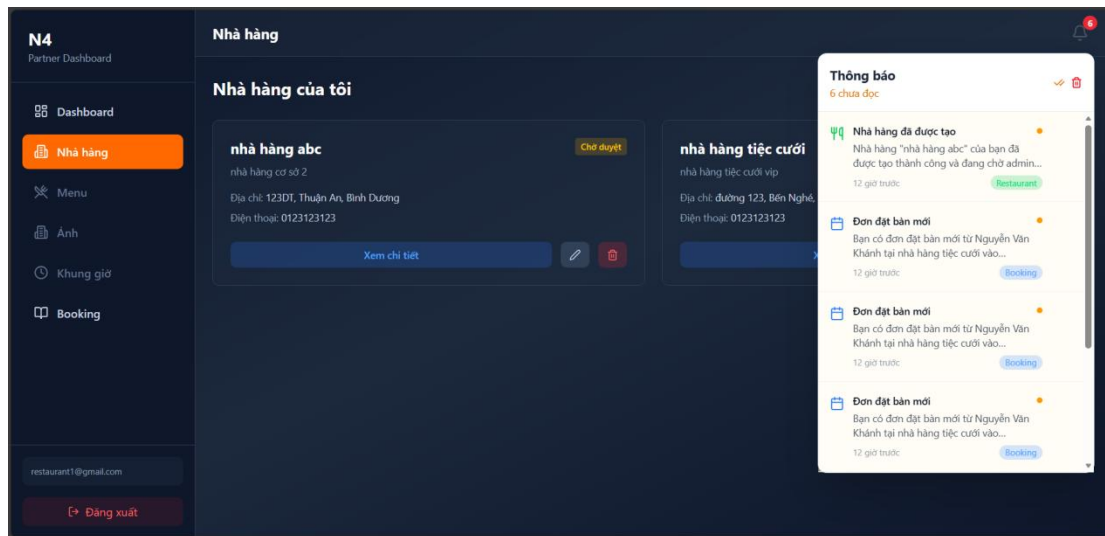 N4
Partner Dashboard
Dashboard
Nhà hàng
Menu
Ảnh
Khung giờ
Booking
restaurant1@gmail.com
Đăng xuất
Nhà hàng
6
Nhà hàng của tôi
nhà hàng abc
Chờ duyệt
nhà hàng cơ sở 2
Địa chỉ: 123DT, Thuận An, Bình Dương
Điện thoại: 0123123123
Xem chi tiết
nhà hàng tiệc cưới
nhà hàng tiệc cưới vip
Địa chỉ: đường 123, Bến Nghé,
Điện thoại: 0123123123
Thông báo
6 chưa đọc
Nhà hàng đã được tạo
Nhà hàng "nhà hàng abc" của bạn đã
được tạo thành công và đang chờ admin...
12 giờ trước
Restaurant
Đơn đặt bàn mới
Bạn có đơn đặt bàn mới từ Nguyễn Văn
Khánh tại nhà hàng tiệc cưới vào...
12 giờ trước
Booking
Đơn đặt bàn mới
Bạn có đơn đặt bàn mới từ Nguyễn Văn
Khánh tại nhà hàng tiệc cưới vào...
12 giờ trước
Booking
Đơn đặt bàn mới
Bạn có đơn đặt bàn mới từ Nguyễn Văn
Khánh tại nhà hàng tiệc cưới vào...
12 giờ trước
Booking